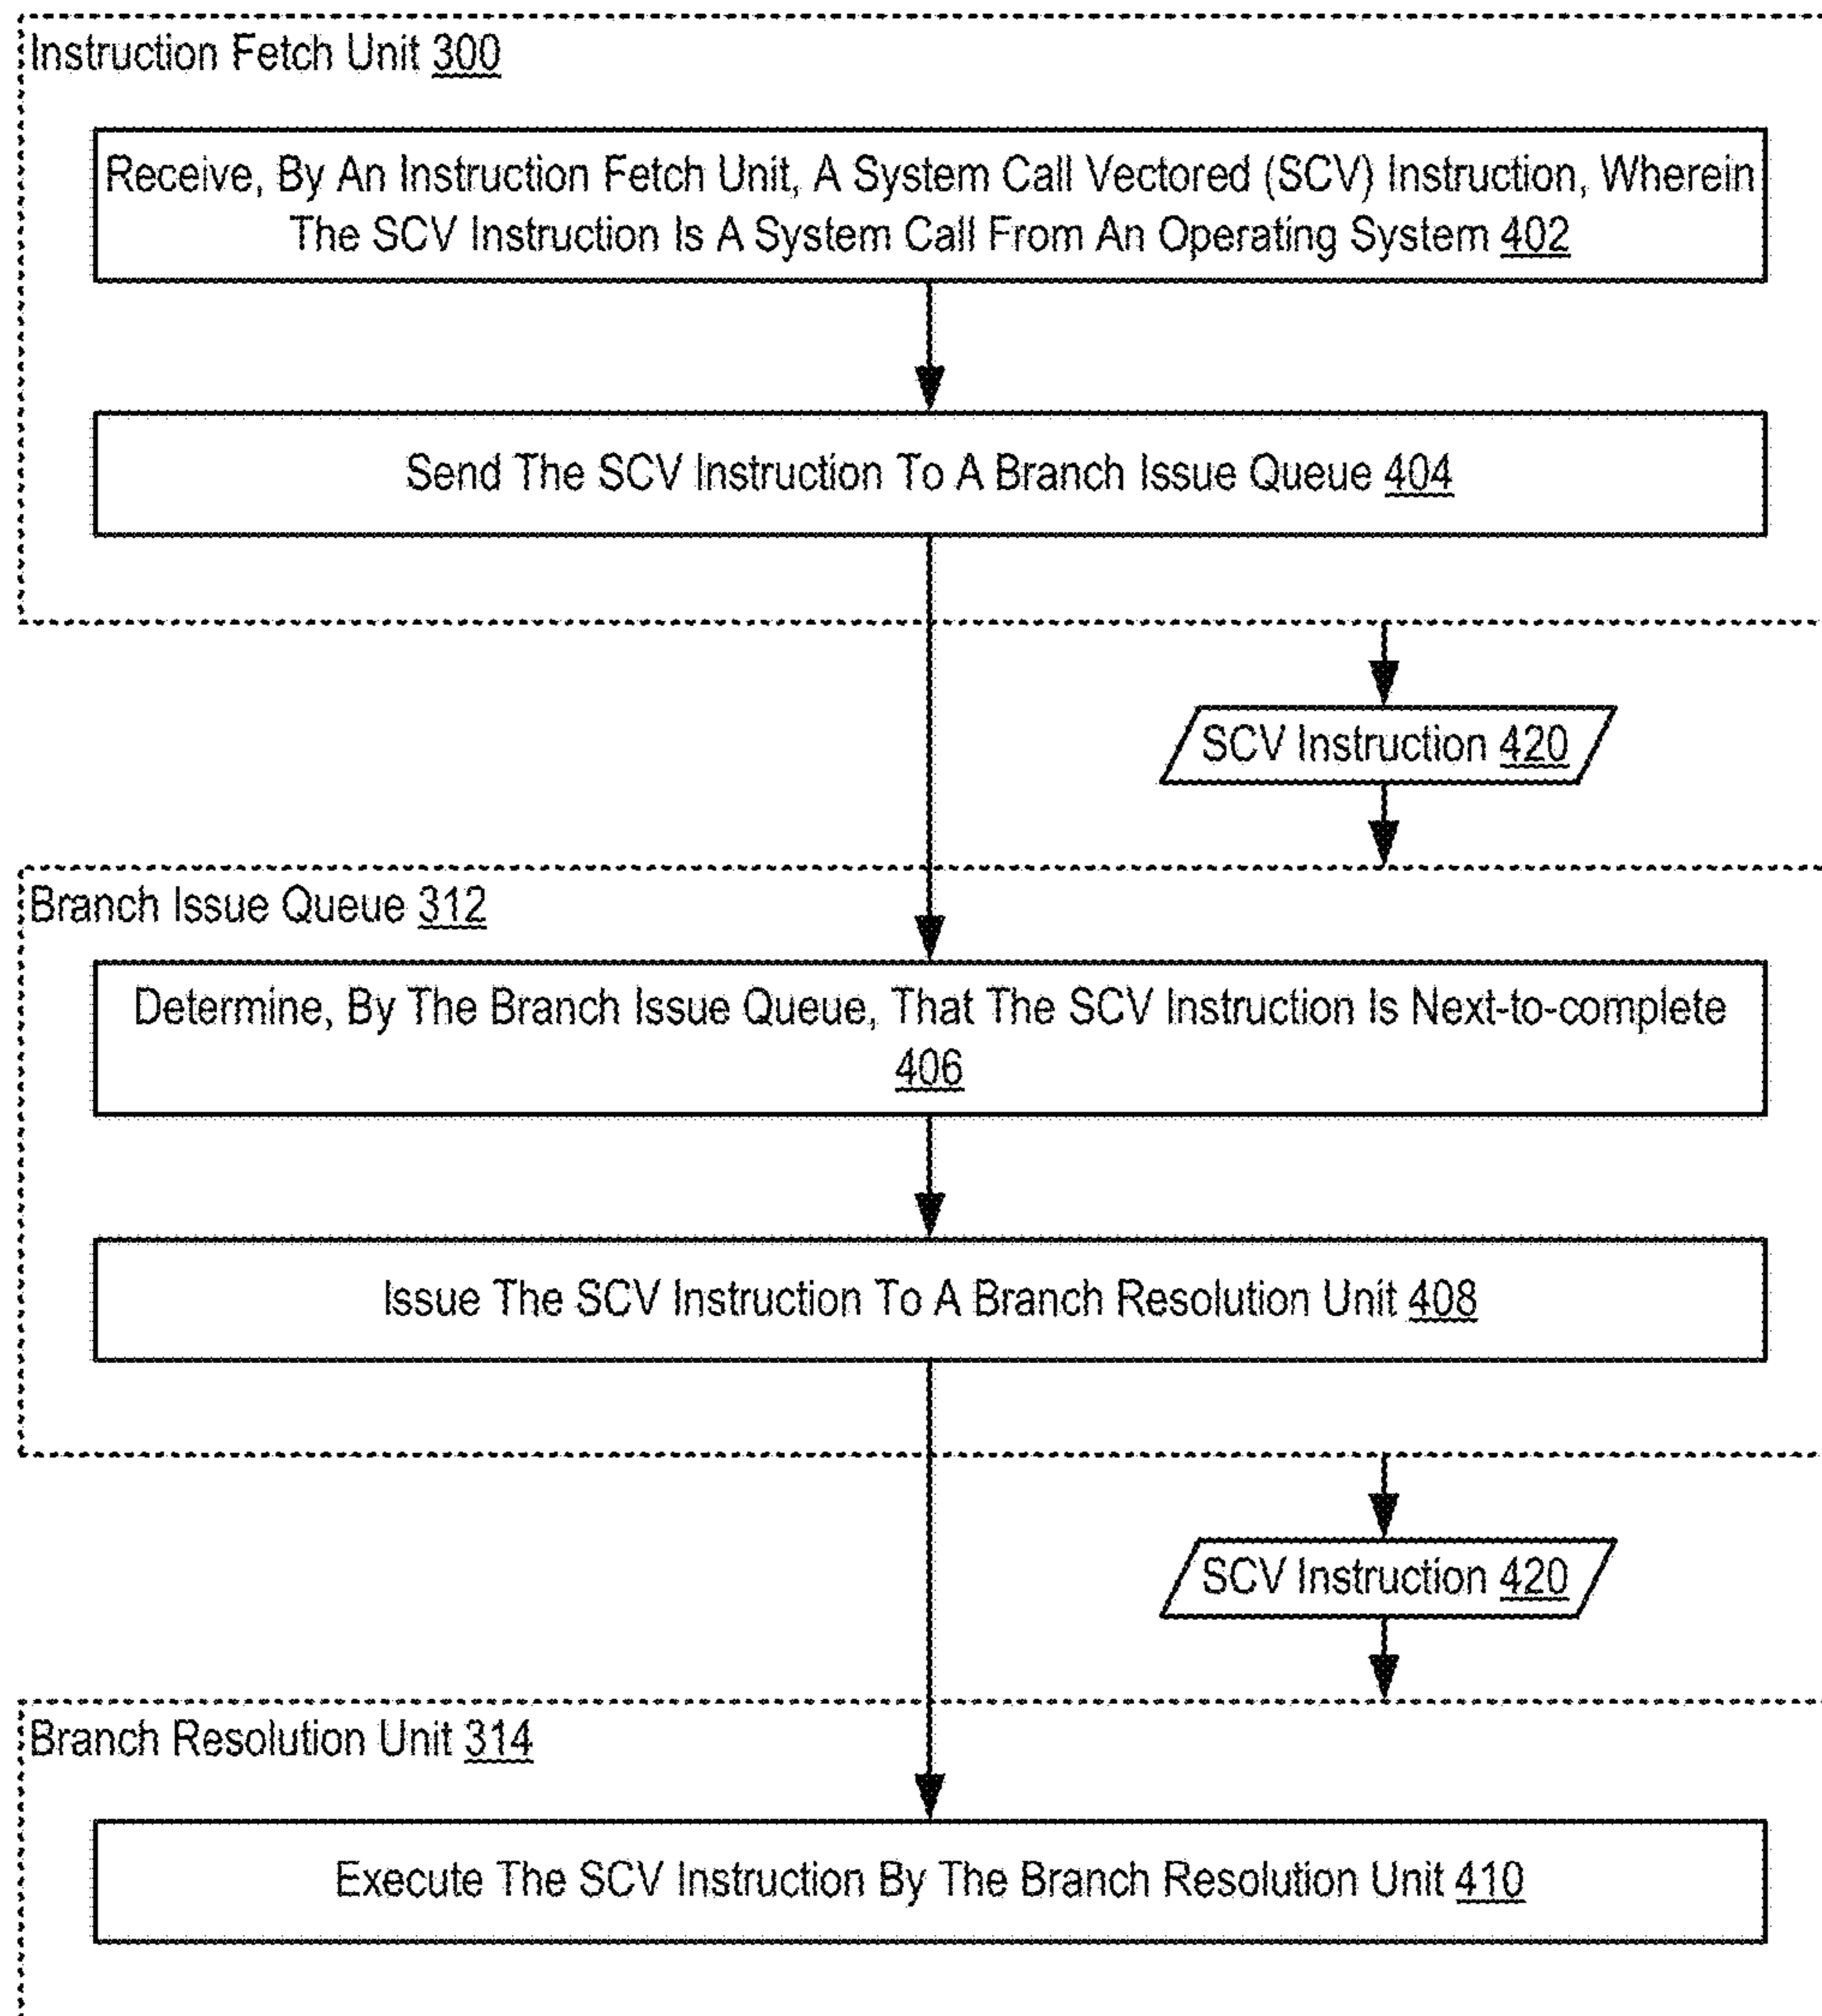 Instruction Fetch Unit 300
Receive, By An Instruction Fetch Unit, A System Call Vectored (SCV) Instruction, Wherein
The SCV Instruction Is A System Call From An Operating System 402
Send The SCV Instruction To A Branch Issue Queue 404
SCV Instruction 420
Branch Issue Queue 312
Determine, By The Branch Issue Queue, That The SCV Instruction Is Next-to-complete
406
Issue The SCV Instruction To A Branch Resolution Unit 408
SCV Instruction 420
Branch Resolution Unit 314
Execute The SCV Instruction By The Branch Resolution Unit 410